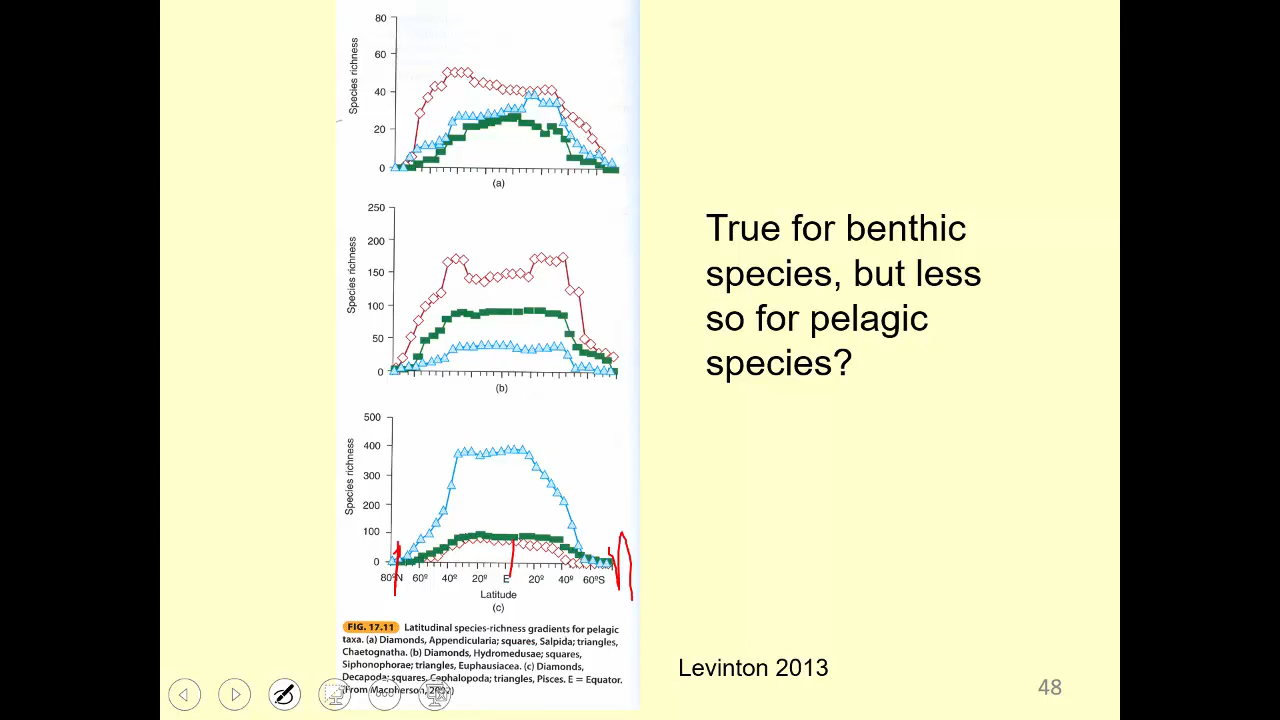 80
60
40
20
0
Species richness
(a)
250
200
150
100
50
0
Species richness
(b)
500
400
300
200
100
0
Species richness
80°N 60° 40° 20° E 20° 40° 60°S
Latitude
(c)
FIG. 17.11 Latitudinal species-richness gradients for pelagic
taxa. (a) Diamonds, Appendicularia; squares, Salpida; triangles,
Chaetognatha. (b) Diamonds, Hydromedusae; squares,
Siphonophorae; triangles, Euphausiacea. (c) Diamonds,
Decapoda; squares, Cephalopoda; triangles, Pisces. E = Equator.
(From Macpherson, 2002)
True for benthic
species, but less
so for pelagic
species?
Levinton 2013
48